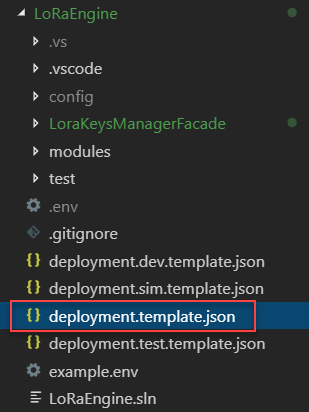 LoRaEngine
.vs
.vscode
config
LoraKeysManagerFacade
modules
test
.env
.gitignore
deployment.dev.template.json
deployment.sim.template.json
deployment.template.json
deployment.test.template.json
example.env
LoRaEngine.sln